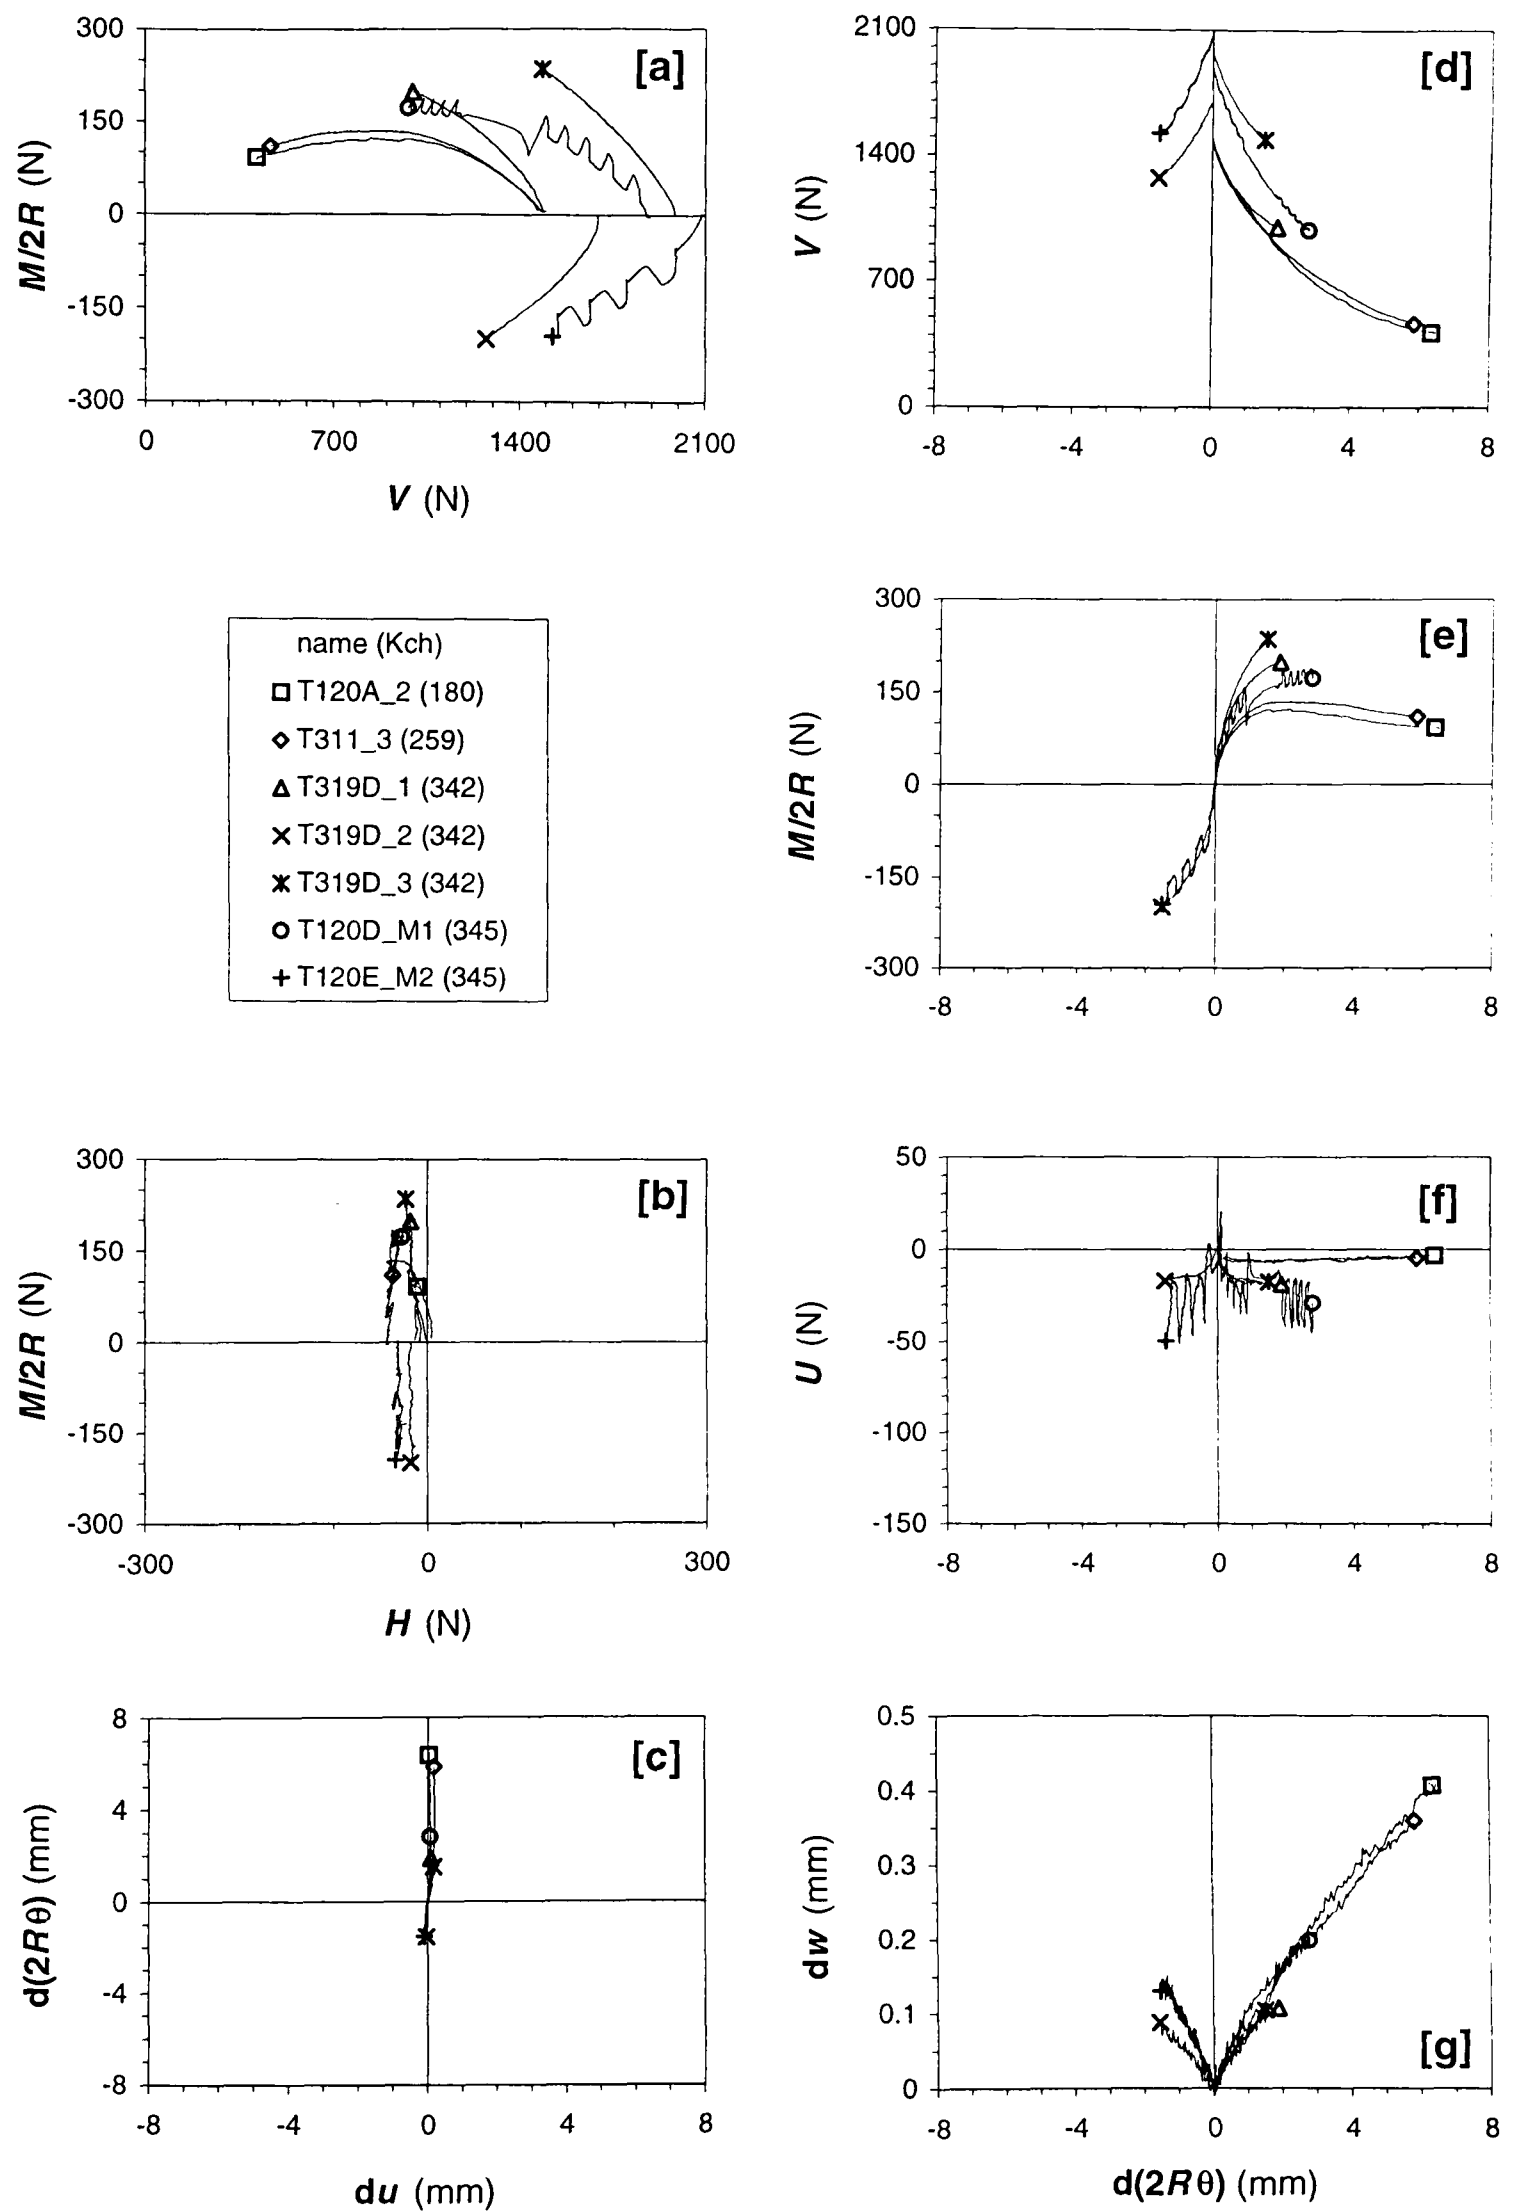 [a]
300
150
0
-150
-300
M/2R (N)
0 700 1400 2100
V (N)
[d]
2100
1400
700
0
V (N)
-8 -4 0 4 8
name (Kch)
T120A_2 (180)
T311_3 (259)
T319D_1 (342)
T319D_2 (342)
T319D_3 (342)
T120D_M1 (345)
T120E_M2 (345)
[e]
300
150
0
-150
-300
M/2R (N)
-8 -4 0 4 8
[b]
300
150
0
-150
-300
M/2R (N)
-300 0 300
H (N)
[f]
50
0
-50
-100
-150
U (N)
-8 -4 0 4 8
[c]
8
4
0
-4
-8
d(2Rθ) (mm)
-8 -4 0 4 8
du (mm)
[g]
0.5
0.4
0.3
0.2
0.1
0
dw (mm)
-8 -4 0 4 8
d(2Rθ) (mm)